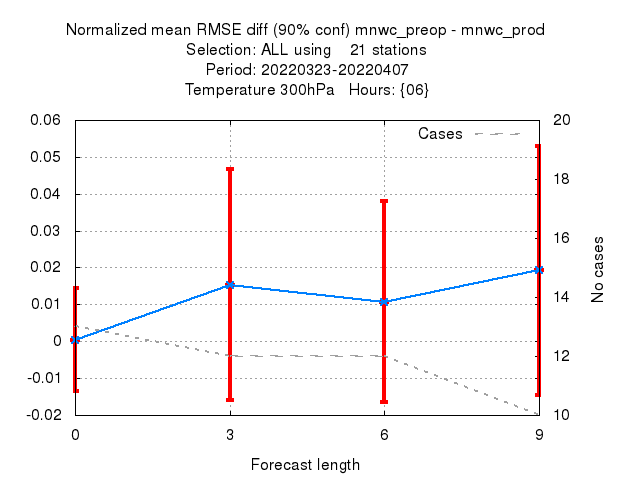 Normalized mean RMSE diff (90% conf) mnwc_preop - mnwc_prod
Selection: ALL using    21 stations
Period: 20220323-20220407
Temperature 300hPa   Hours: {06}
Cases
0.06
0.05
0.04
0.03
0.02
0.01
0
-0.01
-0.02
20
18
16
14
12
10
No cases
0 3 6 9
Forecast length